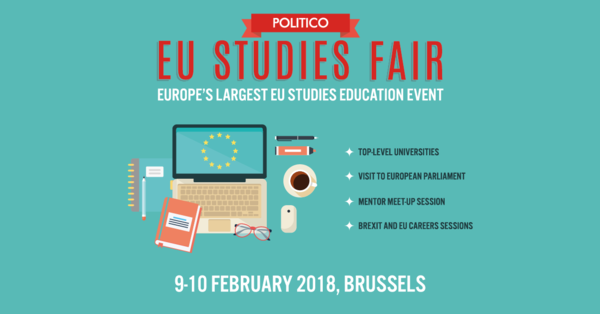 POLITICO
EU STUDIES FAIR
EUROPE'S LARGEST EU STUDIES EDUCATION EVENT
TOP-LEVEL UNIVERSITIES
VISIT TO EUROPEAN PARLIAMENT
MENTOR MEET-UP SESSION
BREXIT AND EU CAREERS SESSIONS
9-10 FEBRUARY 2018, BRUSSELS